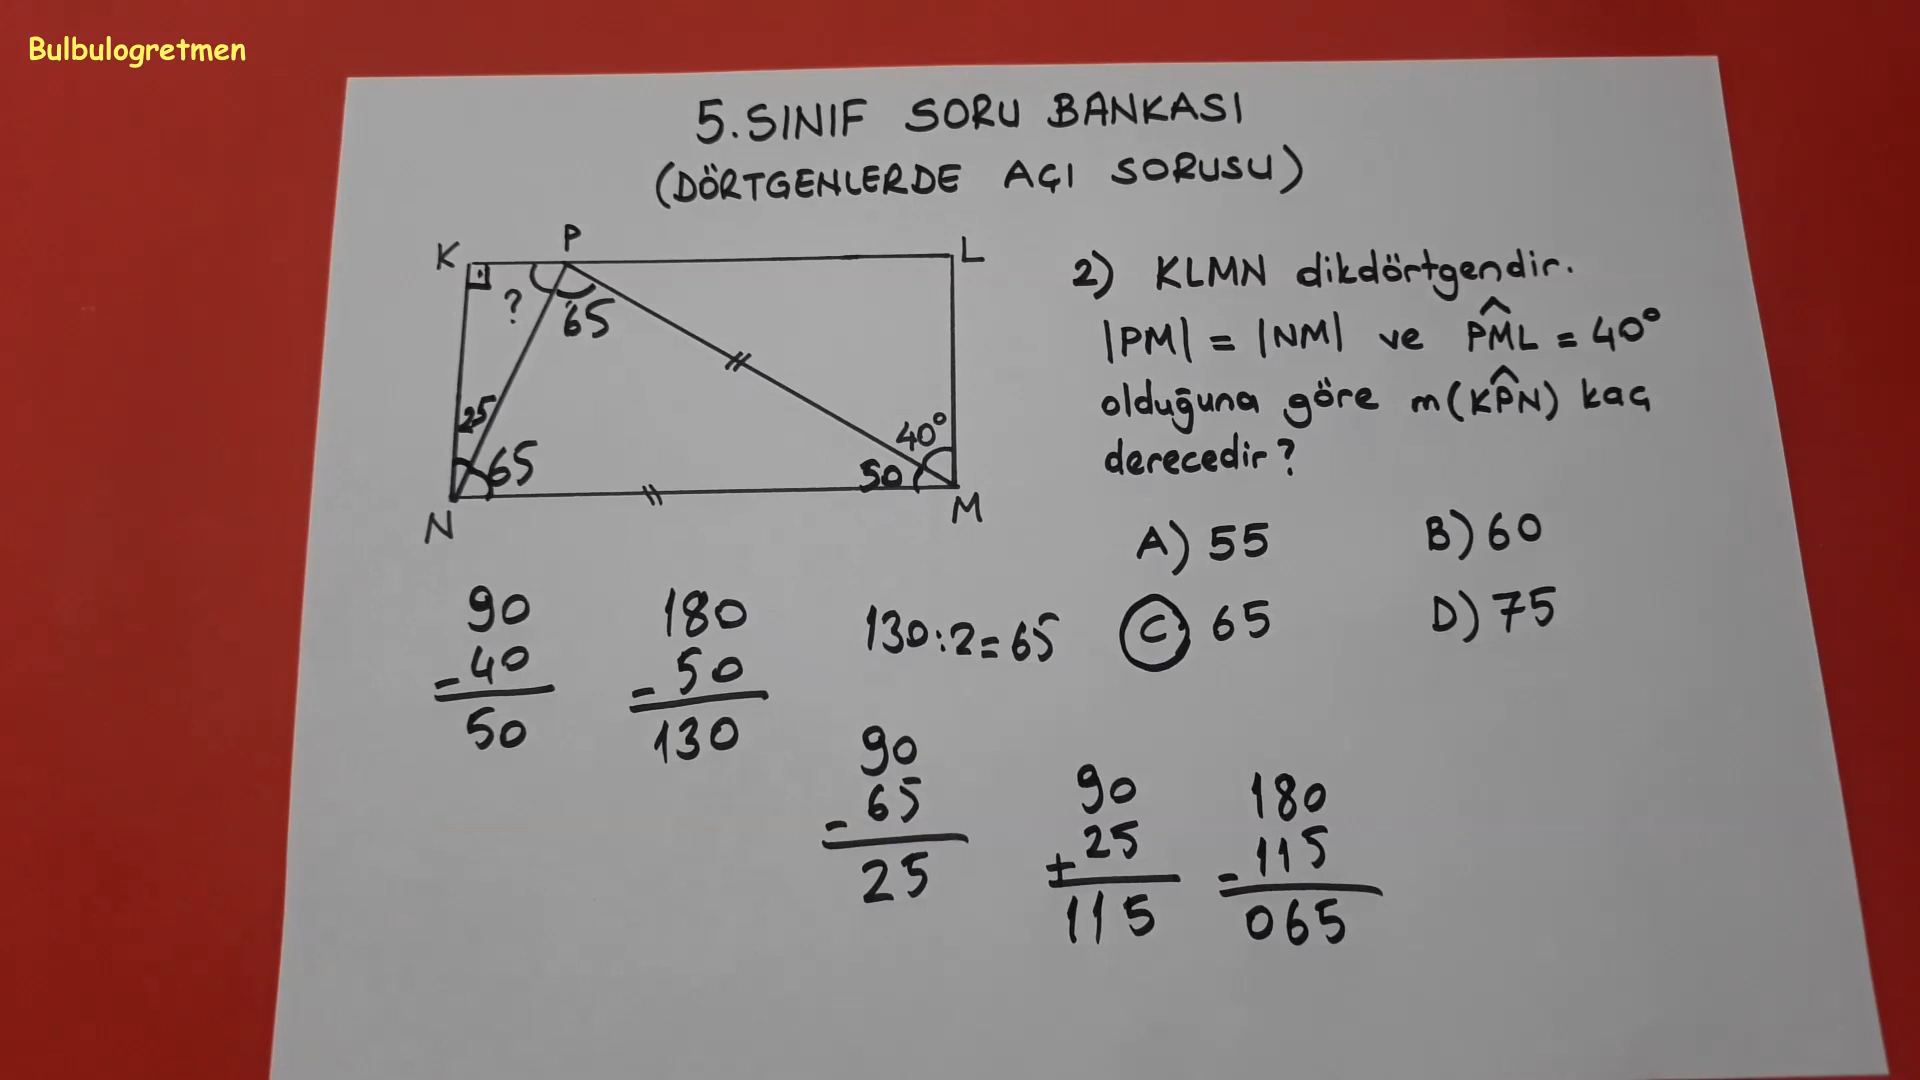 Bulbulogretmen
5.SINIF SORU BANKASI
(DÖRTGENLERDE AÇI SORUSU)
K P L
? 65
25
65
40°
50
N M
2) KLMN dikdörtgendir.
|PM| = |NM| ve PM̂L = 40°
olduğuna göre m(KP̂N) kaç
derecedir?
A) 55 B) 60
C) 65 D) 75
90
- 40
50
180
- 50
130
130:2=65
90
- 65
25
90
+ 25
115
180
- 115
065